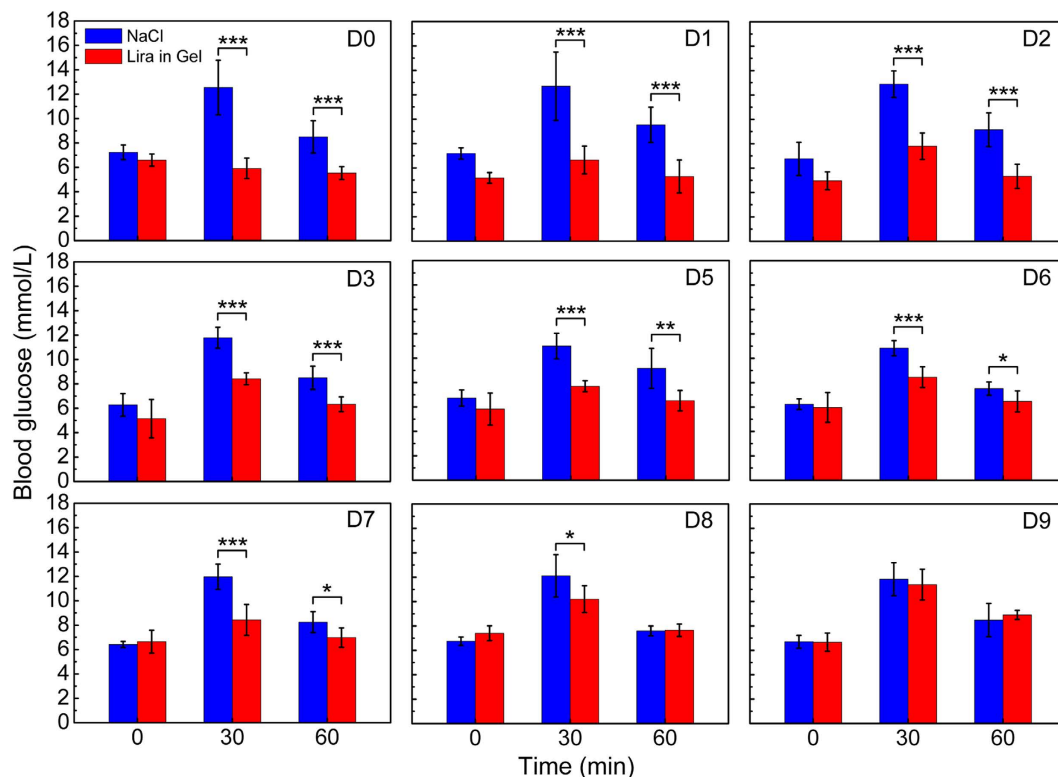 Blood glucose (mmol/L)
18
16
14
12
10
8
6
4
2
0
NaCl
Lira in Gel
D0
***
***
D1
***
***
D2
***
***
18
16
14
12
10
8
6
4
2
0
D3
***
***
D5
***
**
D6
***
*
18
16
14
12
10
8
6
4
2
0
D7
***
*
D8
*
D9
0 30 60
0 30 60
0 30 60
Time (min)